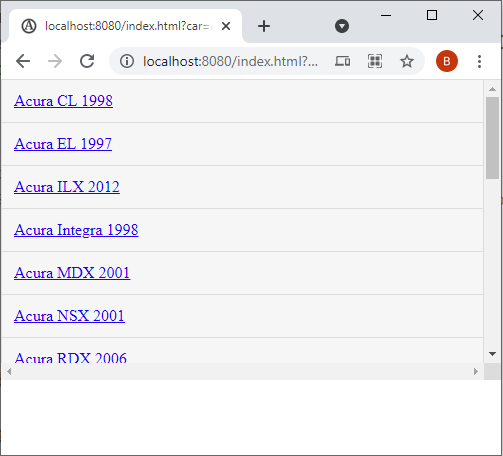 localhost:8080/index.html?car=
localhost:8080/index.html?...
B
Acura CL 1998
Acura EL 1997
Acura ILX 2012
Acura Integra 1998
Acura MDX 2001
Acura NSX 2001
Acura RDX 2006